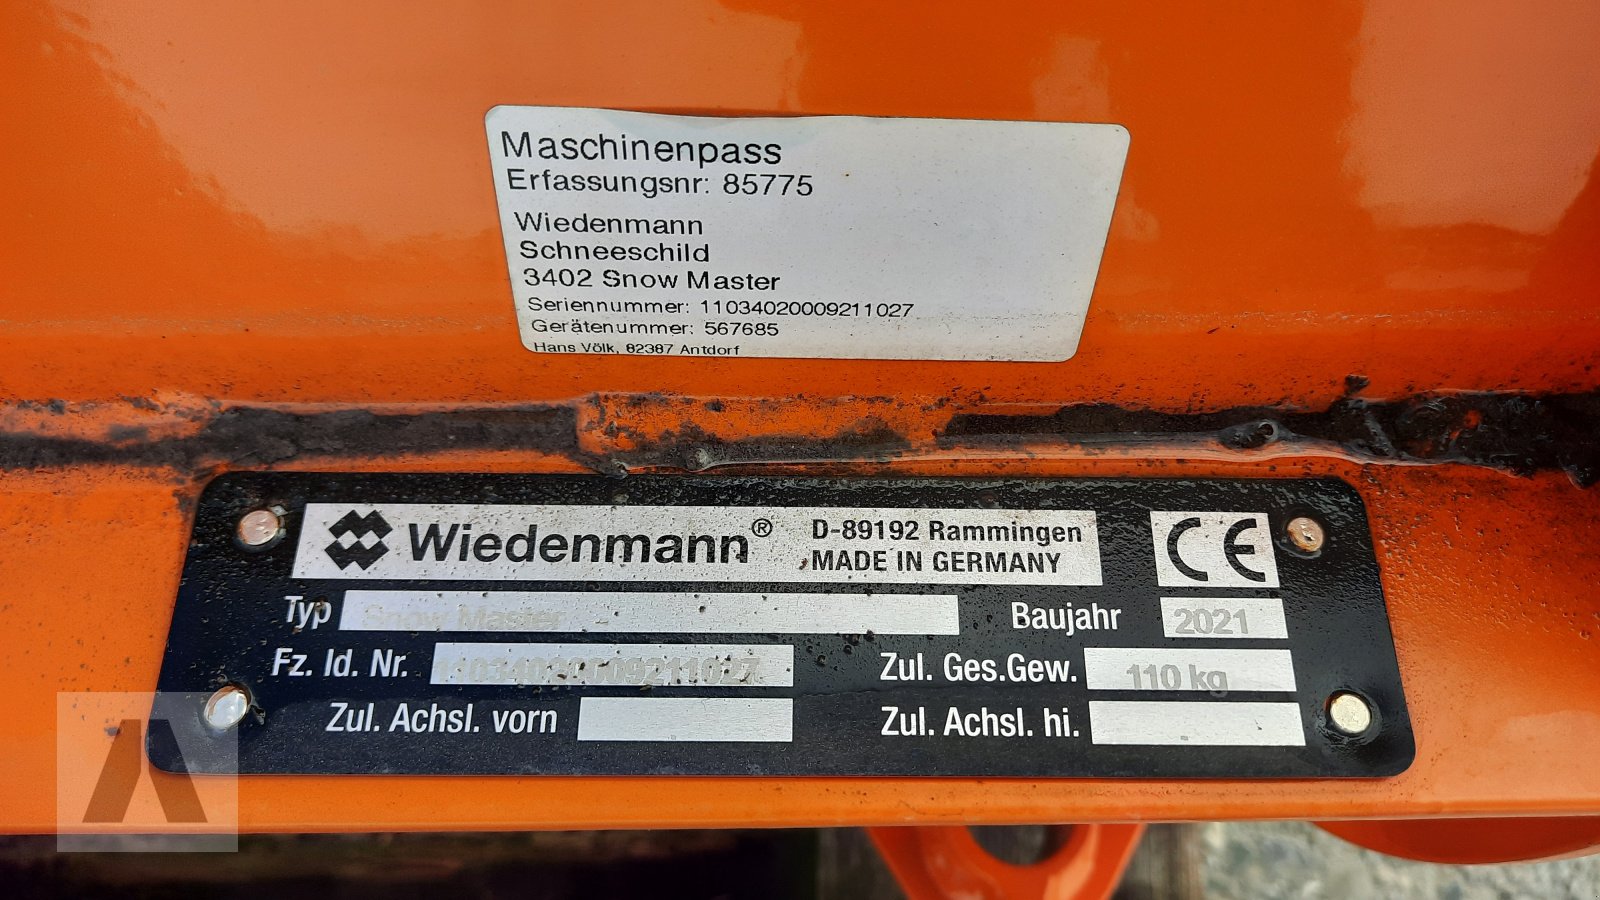 Maschinenpass
Erfassungsnr: 85775
Wiedenmann
Schneeschild
3402 Snow Master
Seriennummer: 11034020009211027
Gerätenummer: 567685
Hans Völk, 82387 Antdorf
Wiedenmann® D-89192 Rammingen
MADE IN GERMANY
CE
Typ Snow Master Baujahr 2021
Fz. Id. Nr. 11034020009211027 Zul. Ges.Gew. 110 kg
Zul. Achsl. vorn Zul. Achsl. hi.